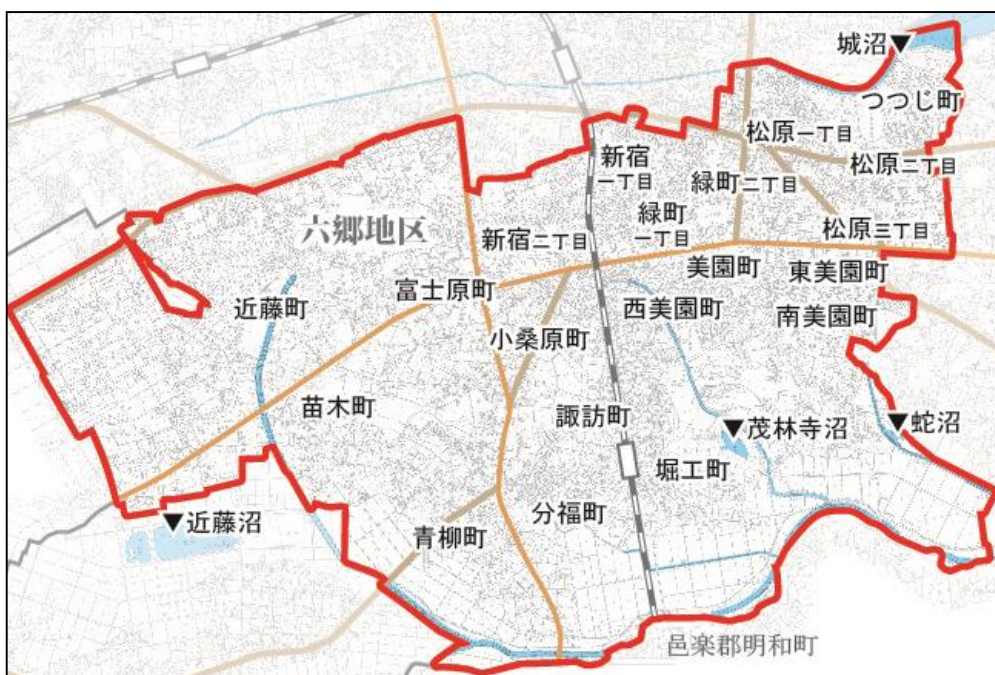 城沼
つつじ町
松原一丁目
新宿
一丁目
松原二丁目
緑町二丁目
緑町
一丁目
六郷地区
松原三丁目
新宿二丁目
美園町
東美園町
富士原町
近藤町
西美園町
南美園町
小桑原町
苗木町
諏訪町
茂林寺沼
蛇沼
堀工町
分福町
近藤沼
青柳町
邑楽郡明和町